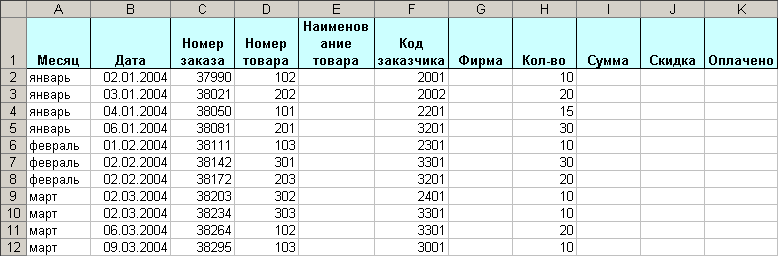 A B C D E F G H I J K
1 Месяц Дата Номер заказа Номер товара Наименов ание товара Код заказчика Фирма Кол-во Сумма Скидка Оплачено
2 январь 02.01.2004 37990 102 2001 10
3 январь 03.01.2004 38021 202 2002 20
4 январь 04.01.2004 38050 101 2201 15
5 январь 06.01.2004 38081 201 3201 30
6 февраль 01.02.2004 38111 103 2301 10
7 февраль 02.02.2004 38142 301 3301 30
8 февраль 02.02.2004 38172 203 3201 20
9 март 02.03.2004 38203 302 2401 10
10 март 02.03.2004 38234 303 3301 10
11 март 06.03.2004 38264 102 3301 20
12 март 09.03.2004 38295 103 3001 10